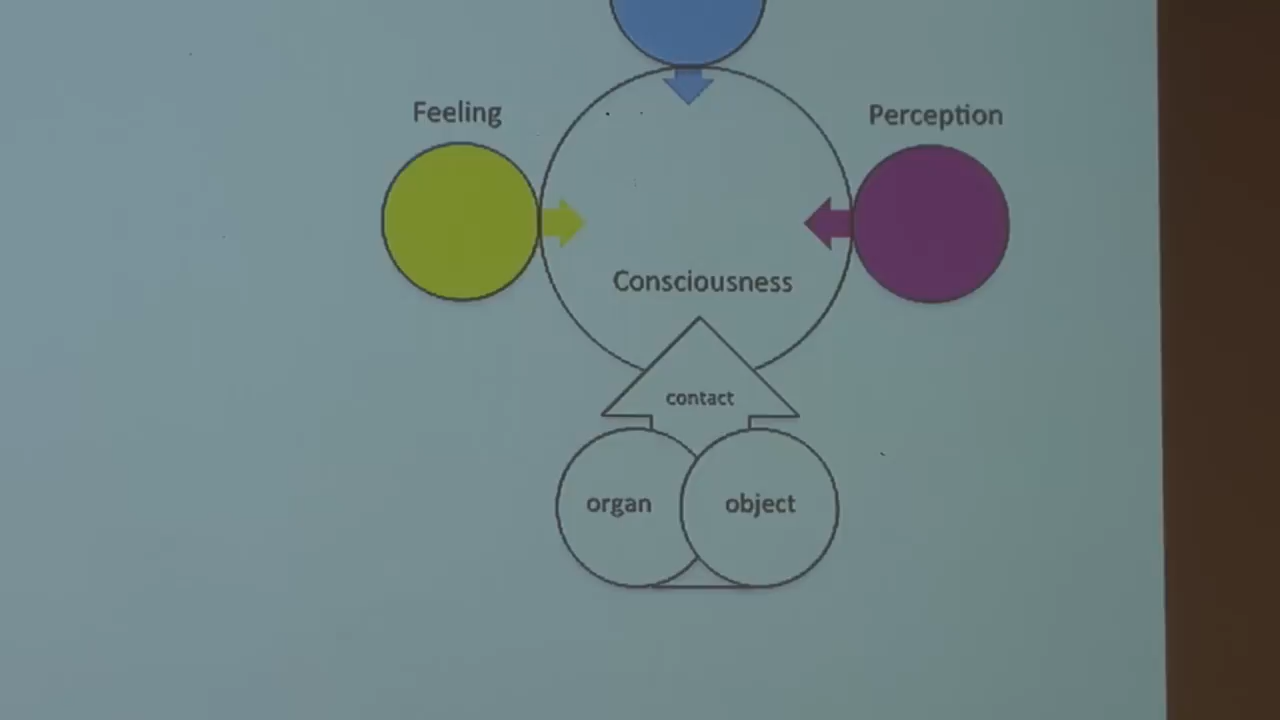 Feeling
Perception
Consciousness
contact
organ
object